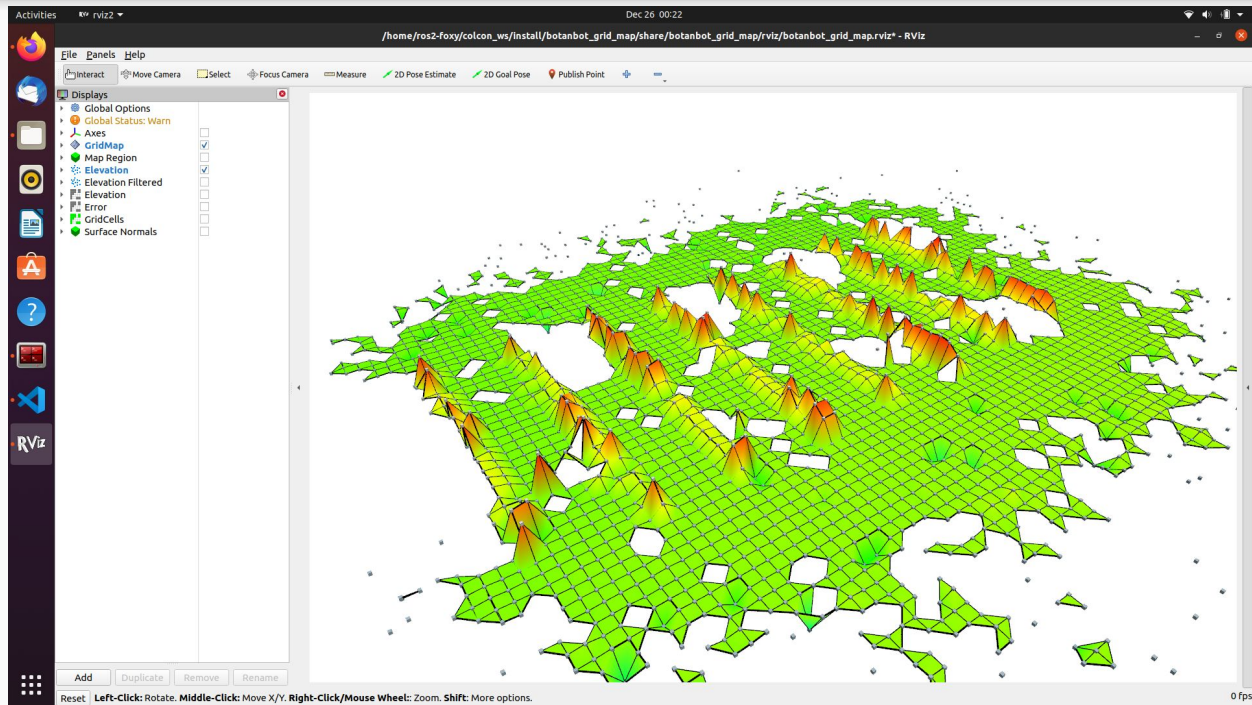 Activities RViz rviz2 Dec 26 00:22
/home/ros2-foxy/colcon_ws/install/botanbot_grid_map/share/botanbot_grid_map/rviz/botanbot_grid_map.rviz* - RViz
File Panels Help
Interact Move Camera Select Focus Camera Measure 2D Pose Estimate 2D Goal Pose Publish Point
Displays
Global Options
Global Status: Warn
Axes
GridMap
Map Region
Elevation
Elevation Filtered
Elevation
Error
GridCells
Surface Normals
RViz
Add Duplicate Remove Rename
Reset Left-Click: Rotate. Middle-Click: Move X/Y. Right-Click/Mouse Wheel:: Zoom. Shift: More options. 0 fps